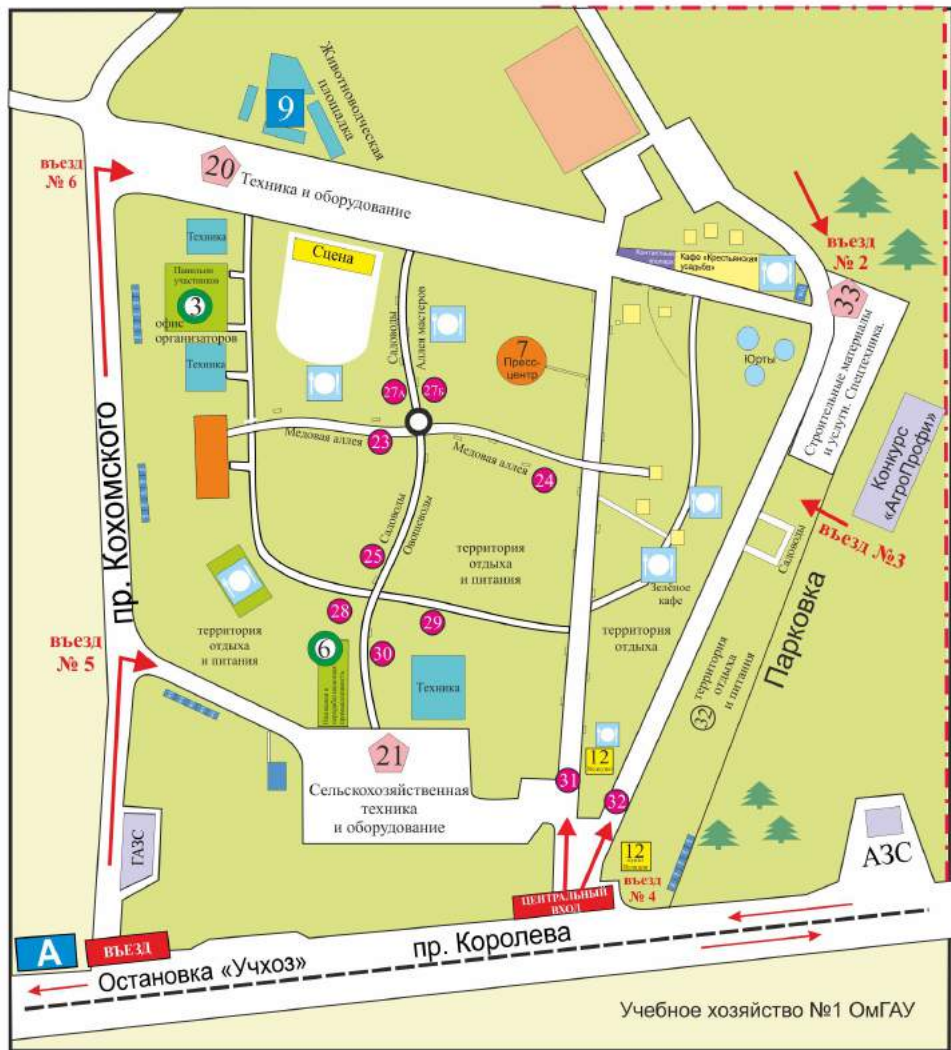 Животноводческая
площадка
9
въезд
№ 6
20
Техника и оборудование
въезд
№ 2
Техника
Сцена
Кафе «Крестьянская
усадьба»
Павильон
участников
3
офис
организаторов
Техника
33
Строительные материалы
и услуги. Спецтехника.
Садоводы
Аллея мастеров
7
Пресс-
центр
Юрты
27А
27Б
Конкурс
«АгроПрофи»
Медовая аллея
23
Медовая аллея
24
пр. Кохомского
въезд №3
Садоводы
Садоводы
Овощеводы
25
территория
отдыха
и питания
Зелёное
кафе
Парковка
28
29
территория
отдыха
въезд
№ 5
территория
отдыха
и питания
6
30
Техника
32
территория
отдыха
и питания
21
Сельскохозяйственная
техника
и оборудование
12
31
32
ГАЗС
12
въезд
№ 4
АЗС
ЦЕНТРАЛЬНЫЙ
ВХОД
А
ВЪЕЗД
Остановка «Учхоз»
пр. Королева
Учебное хозяйство №1 ОмГАУ